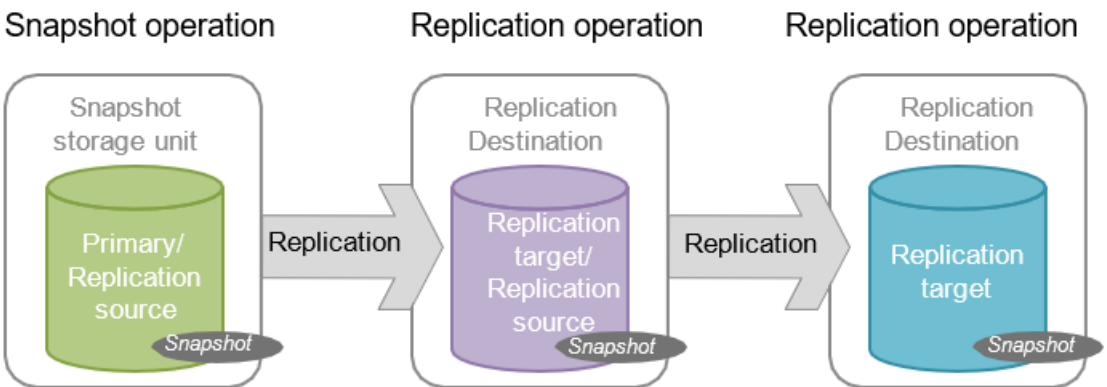 Snapshot operation
Replication operation
Replication operation
Snapshot
storage unit
Primary/
Replication
source
Snapshot
Replication
Replication
Destination
Replication
target/
Replication
source
Snapshot
Replication
Replication
Destination
Replication
target
Snapshot